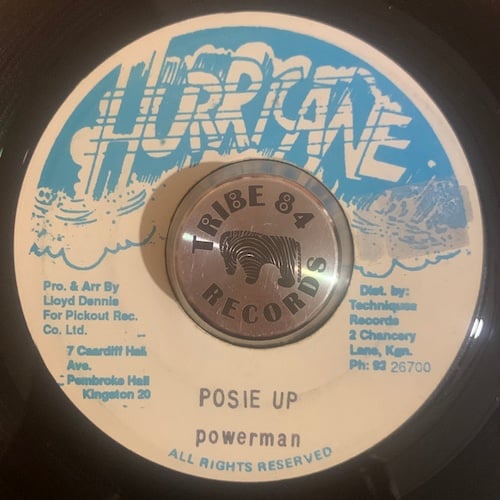 HURRICANE
TRIBE 84
RECORDS
Pro. & Arr By
Lloyd Dennis
For Pickout Rec.
Co. Ltd.
7 Caardiff Hall
Ave.
Pembroke Hall
Kingston 20
Dist. by:
Techniques
Records
2 Chancery
Lane, Kgn.
Ph: 92 26700
POSIE UP
powerman
ALL RIGHTS RESERVED